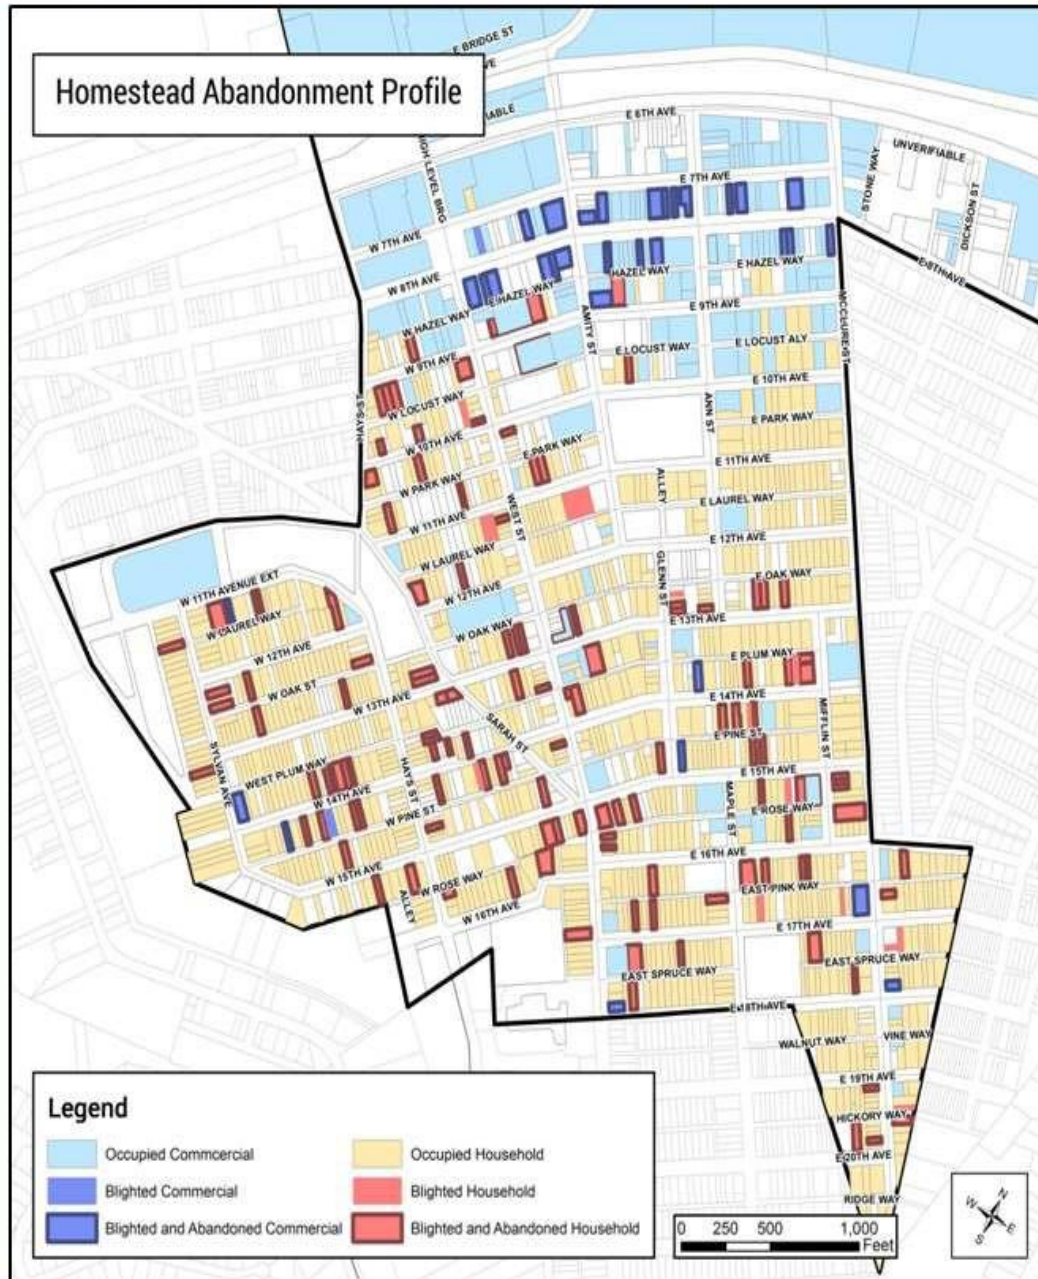 E BRIDGE ST
VE
Homestead Abandonment Profile
IABLE
E 6TH AVE
HIGH LEVEL BRG
UNVERIFIABLE
STONE WAY
DICKSON ST
E 7TH AVE
W 7TH AVE
E 8TH AVE
W 8TH AVE
E HAZEL WAY
HAZEL WAY
E HAZEL WAY
W HAZEL WAY
E 9TH AVE
AMITY ST
MCCLURE ST
W 9TH AVE
E LOCUST WAY
E LOCUST ALY
W LOCUST WAY
E 10TH AVE
HAYS ST
ANN ST
W 10TH AVE
E PARK WAY
E PARK WAY
W PARK WAY
E 11TH AVE
ALLEY
WEST ST
W 11TH AVE
E LAUREL WAY
W LAUREL WAY
E 12TH AVE
W 11TH AVENUE EXT
GLENN ST
E OAK WAY
W 12TH AVE
W LAUREL WAY
E 13TH AVE
W OAK WAY
W 12TH AVE
E PLUM WAY
W OAK ST
W 13TH AVE
E 14TH AVE
SARAH ST
MIFFLIN ST
E PINE ST
SYLVAN AVE
WEST PLUM WAY
HAYS ST
E 15TH AVE
W 14TH AVE
W PINE ST
MAPLE ST
E ROSE WAY
E 16TH AVE
W 15TH AVE
W ROSE WAY
EAST PINK WAY
ALLEY
W 16TH AVE
E 17TH AVE
EAST SPRUCE WAY
EAST SPRUCE WAY
E 18TH AVE
WALNUT WAY
VINE WAY
E 19TH AVE
HICKORY WAY
E 20TH AVE
RIDGE WAY
Legend
Occupied Commcercial
Occupied Household
Blighted Commercial
Blighted Household
Blighted and Abandoned Commercial
Blighted and Abandoned Household
0 250 500 1,000
Feet
N
W
E
S